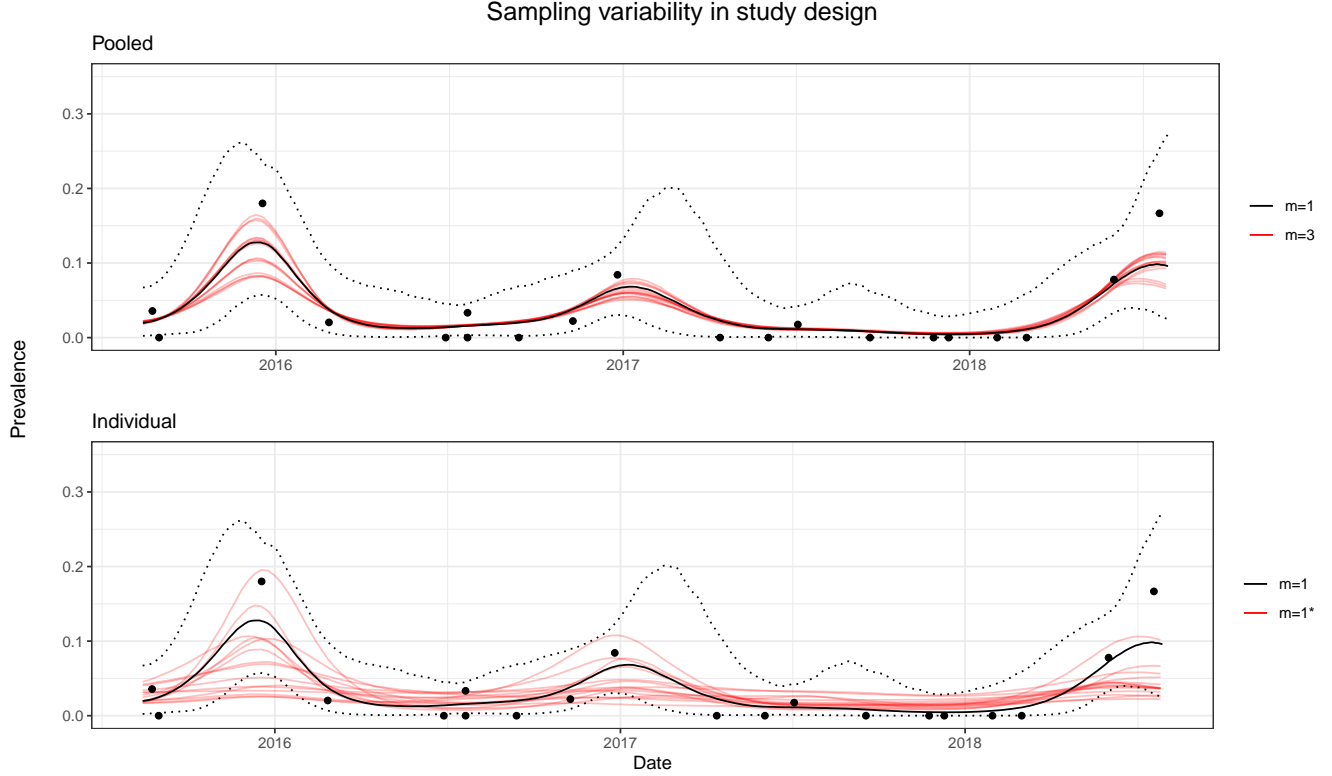 Sampling variability in study design
Pooled
0.3
0.2
0.1
0.0
2016
2017
2018
m=1
m=3
Prevalence
Individual
0.3
0.2
0.1
0.0
2016
2017
2018
m=1
m=1*
Date